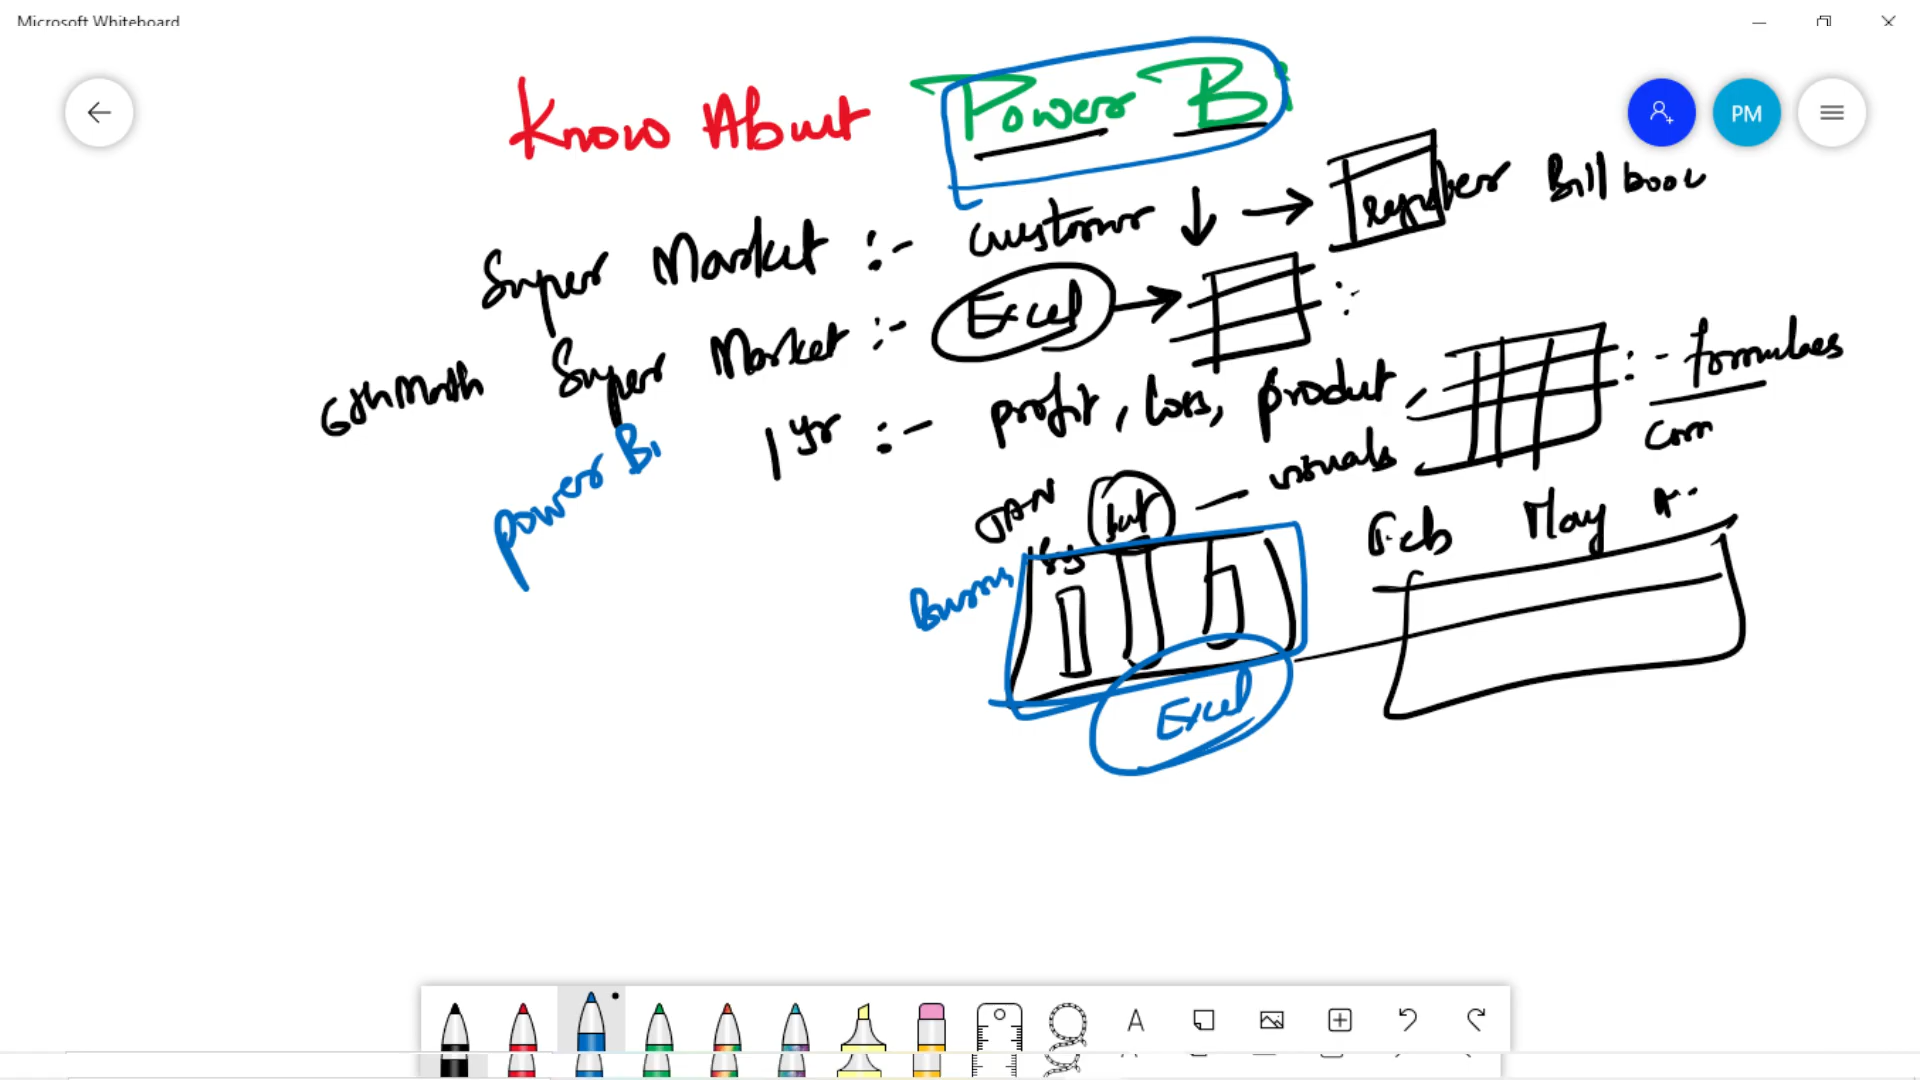 Microsoft Whiteboard
Know About Power BI
PM
Super Market :- customer ↓ → register Bill book
Super Market :- Excel → :
6th Month
1 yr :- profit, loss, product, :- formulaes
power BI
visuals
JAN
Feb May
Excel